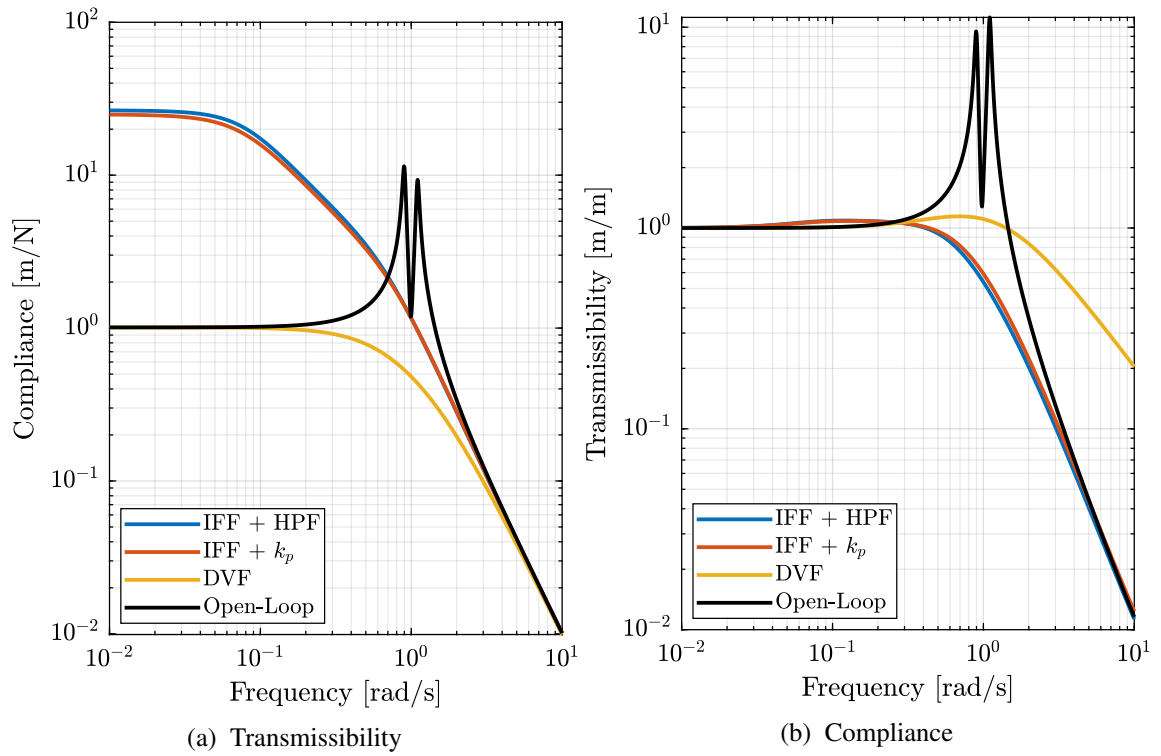 Compliance [m/N]
10^2
10^1
10^0
10^{-1}
10^{-2}
IFF + HPF
IFF + k_p
DVF
Open-Loop
10^{-2}
10^{-1}
10^0
10^1
Frequency [rad/s]
(a) Transmissibility
Transmissibility [m/m]
10^1
10^0
10^{-1}
10^{-2}
IFF + HPF
IFF + k_p
DVF
Open-Loop
10^{-2}
10^{-1}
10^0
10^1
Frequency [rad/s]
(b) Compliance